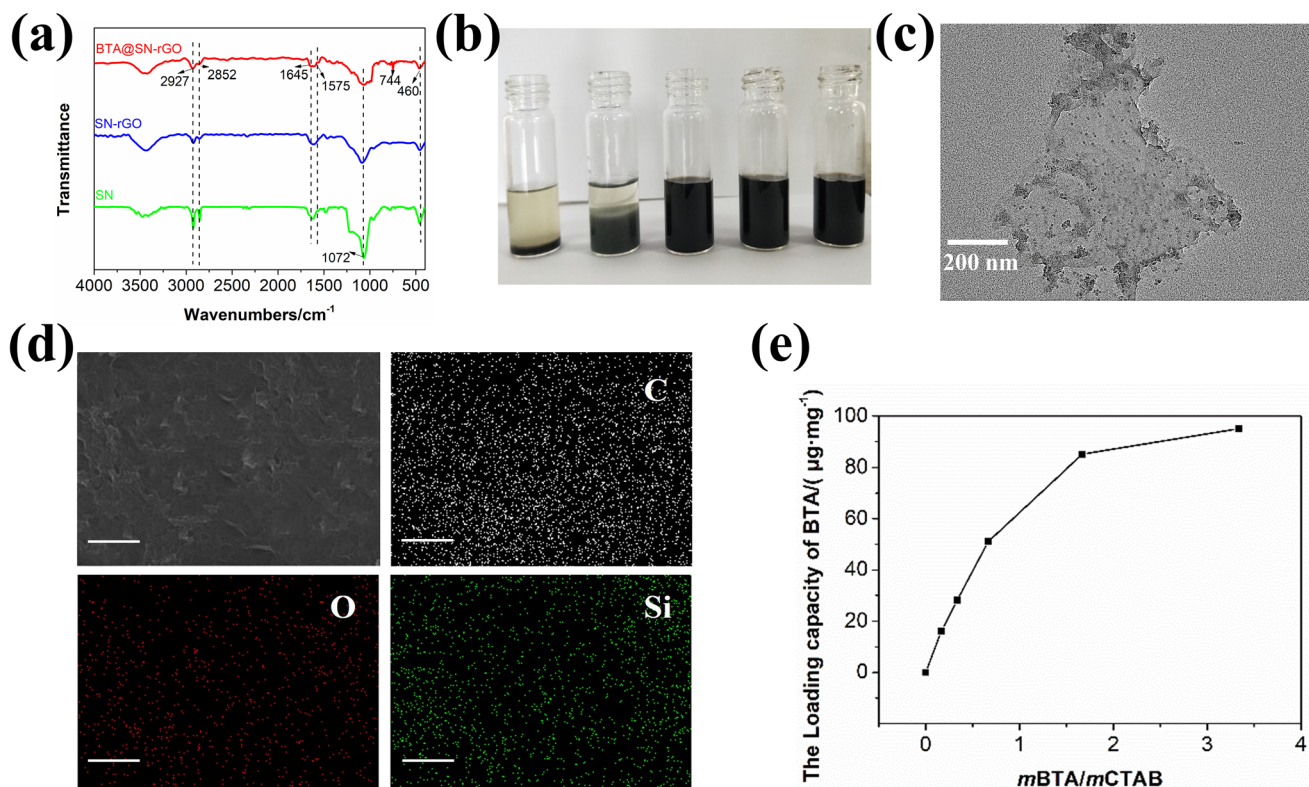 (a)
BTA@SN-rGO
2927
2852
1645
1575
744
460
SN-rGO
SN
1072
Transmittance
4000 3500 3000 2500 2000 1500 1000 500
Wavenumbers/cm⁻¹
(b)
(c)
200 nm
(d)
C
O
Si
(e)
The Loading capacity of BTA/( μg·mg⁻¹)
100
80
60
40
20
0
0 1 2 3 4
mBTA/mCTAB